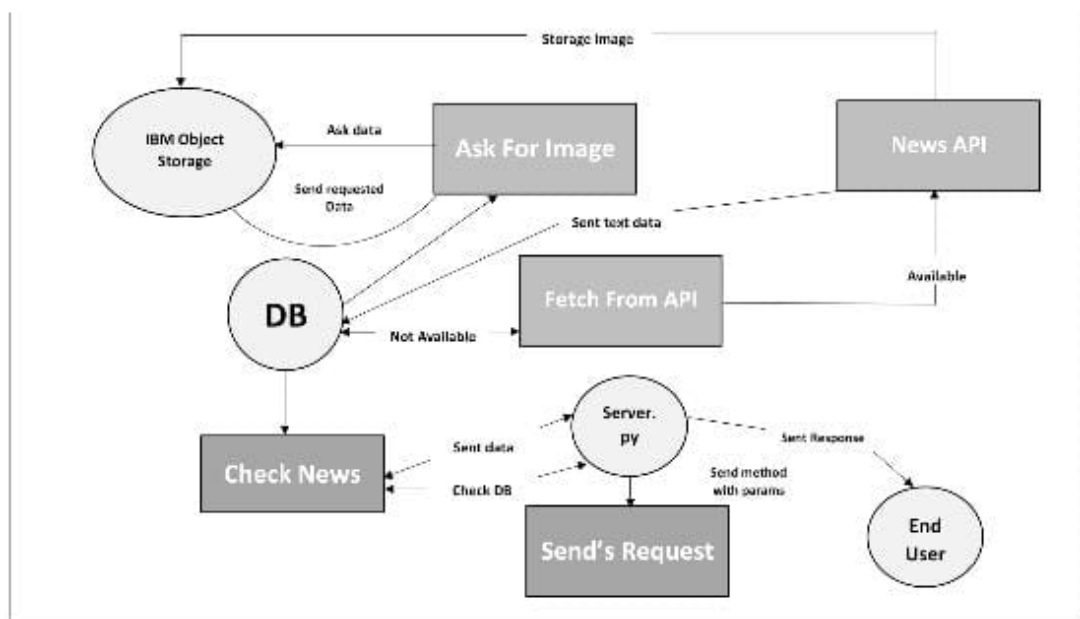 Storage Image
IBM Object
Storage
Ask data
Ask For Image
News API
Send requested
Data
Sent text data
DB
Fetch From API
Available
Not Available
Server.
py
Check News
Sent data
Sent Response
Check DB
Send method
with params
Send's Request
End
User